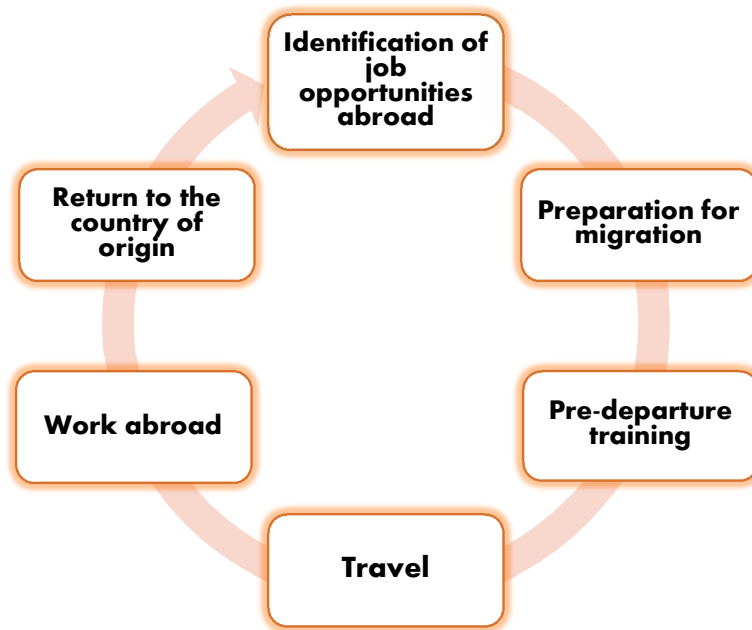 Identification of
job
opportunities
abroad
Preparation for
migration
Pre-departure
training
Travel
Work abroad
Return to the
country of
origin